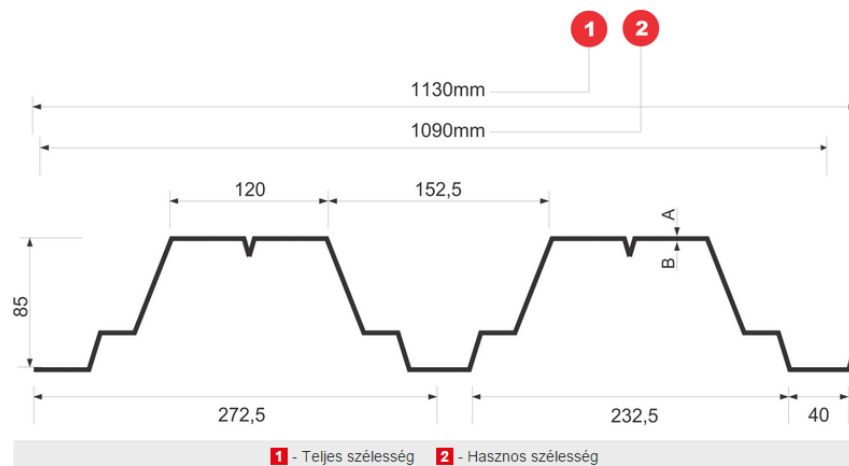 1 2
1130mm
1090mm
120 152,5
A
B
85
272,5 232,5 40
1 - Teljes szélesség 2 - Hasznos szélesség